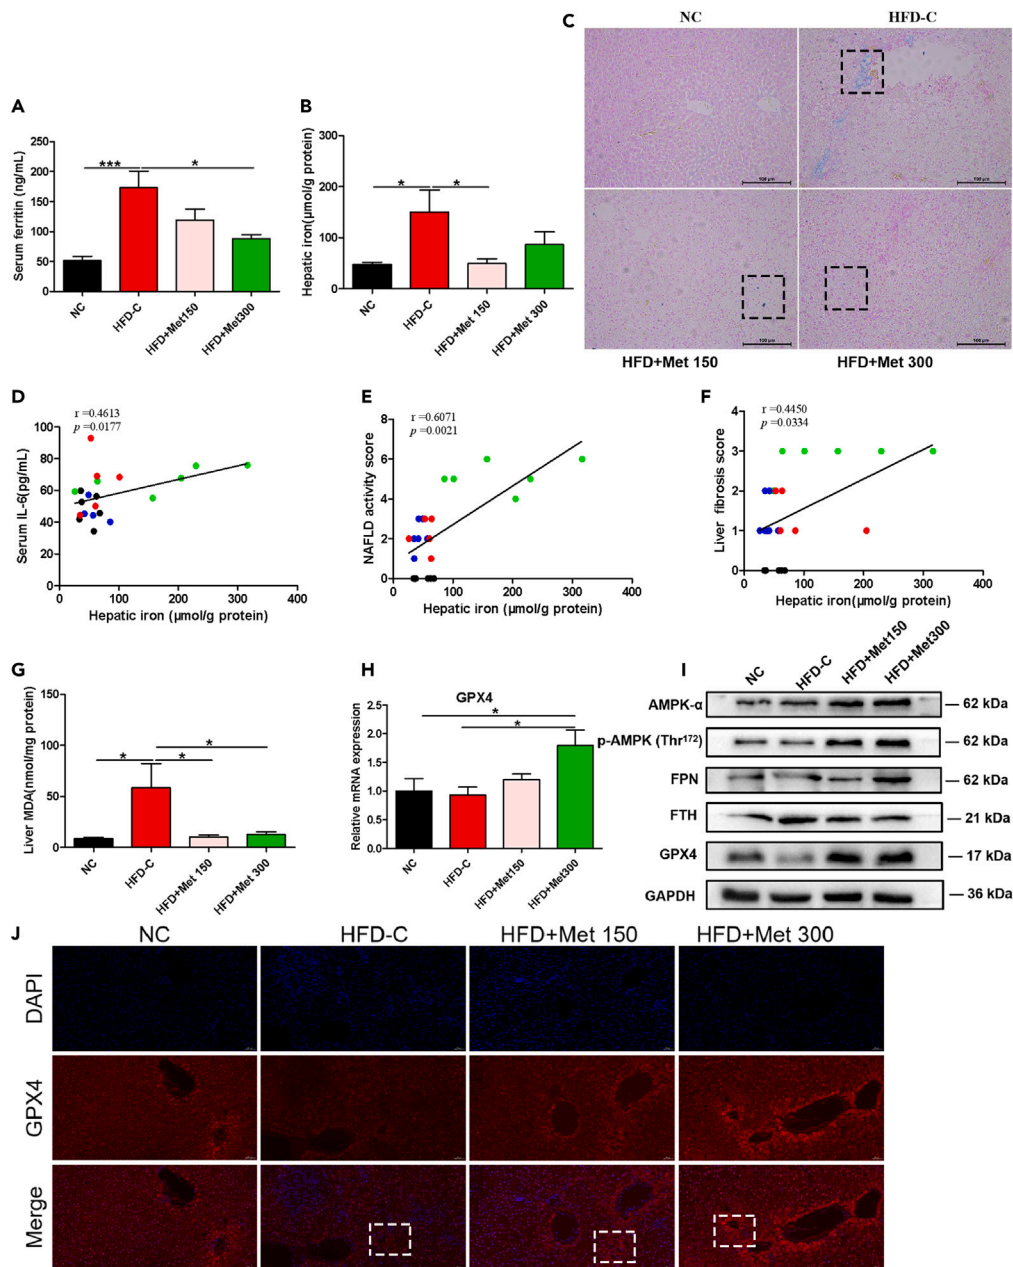 C
NC
HFD-C
100 μm
100 μm
100 μm
100 μm
HFD+Met 150
HFD+Met 300
A
Serum ferritin (ng/mL)
250
200
150
100
50
0
***
*
NC
HFD-C
HFD+Met150
HFD+Met300
B
Hepatic iron(μmol/g protein)
300
200
100
0
*
*
NC
HFD-C
HFD+Met 150
HFD+Met 300
D
r =0.4613
p =0.0177
Serum IL-6(pg/mL)
100
80
60
40
20
0
0
100
200
300
400
Hepatic iron (μmol/g protein)
E
r =0.6071
p =0.0021
NAFLD activity score
8
6
4
2
0
0
100
200
300
400
Hepatic iron (μmol/g protein)
F
r =0.4450
p =0.0334
Liver fibrosis score
4
3
2
1
0
0
100
200
300
400
Hepatic iron(μmol/g protein)
G
Liver MDA(nmol/mg protein)
150
100
50
0
*
*
*
NC
HFD-C
HFD+Met 150
HFD+Met 300
H
GPX4
Relative mRNA expression
2.5
2.0
1.5
1.0
0.5
0.0
*
*
NC
HFD-C
HFD+Met150
HFD+Met300
I
NC
HFD-C
HFD+Met150
HFD+Met300
AMPK-α
62 kDa
p-AMPK (Thr¹⁷²)
62 kDa
FPN
62 kDa
FTH
21 kDa
GPX4
17 kDa
GAPDH
36 kDa
J
NC
HFD-C
HFD+Met 150
HFD+Met 300
DAPI
GPX4
Merge